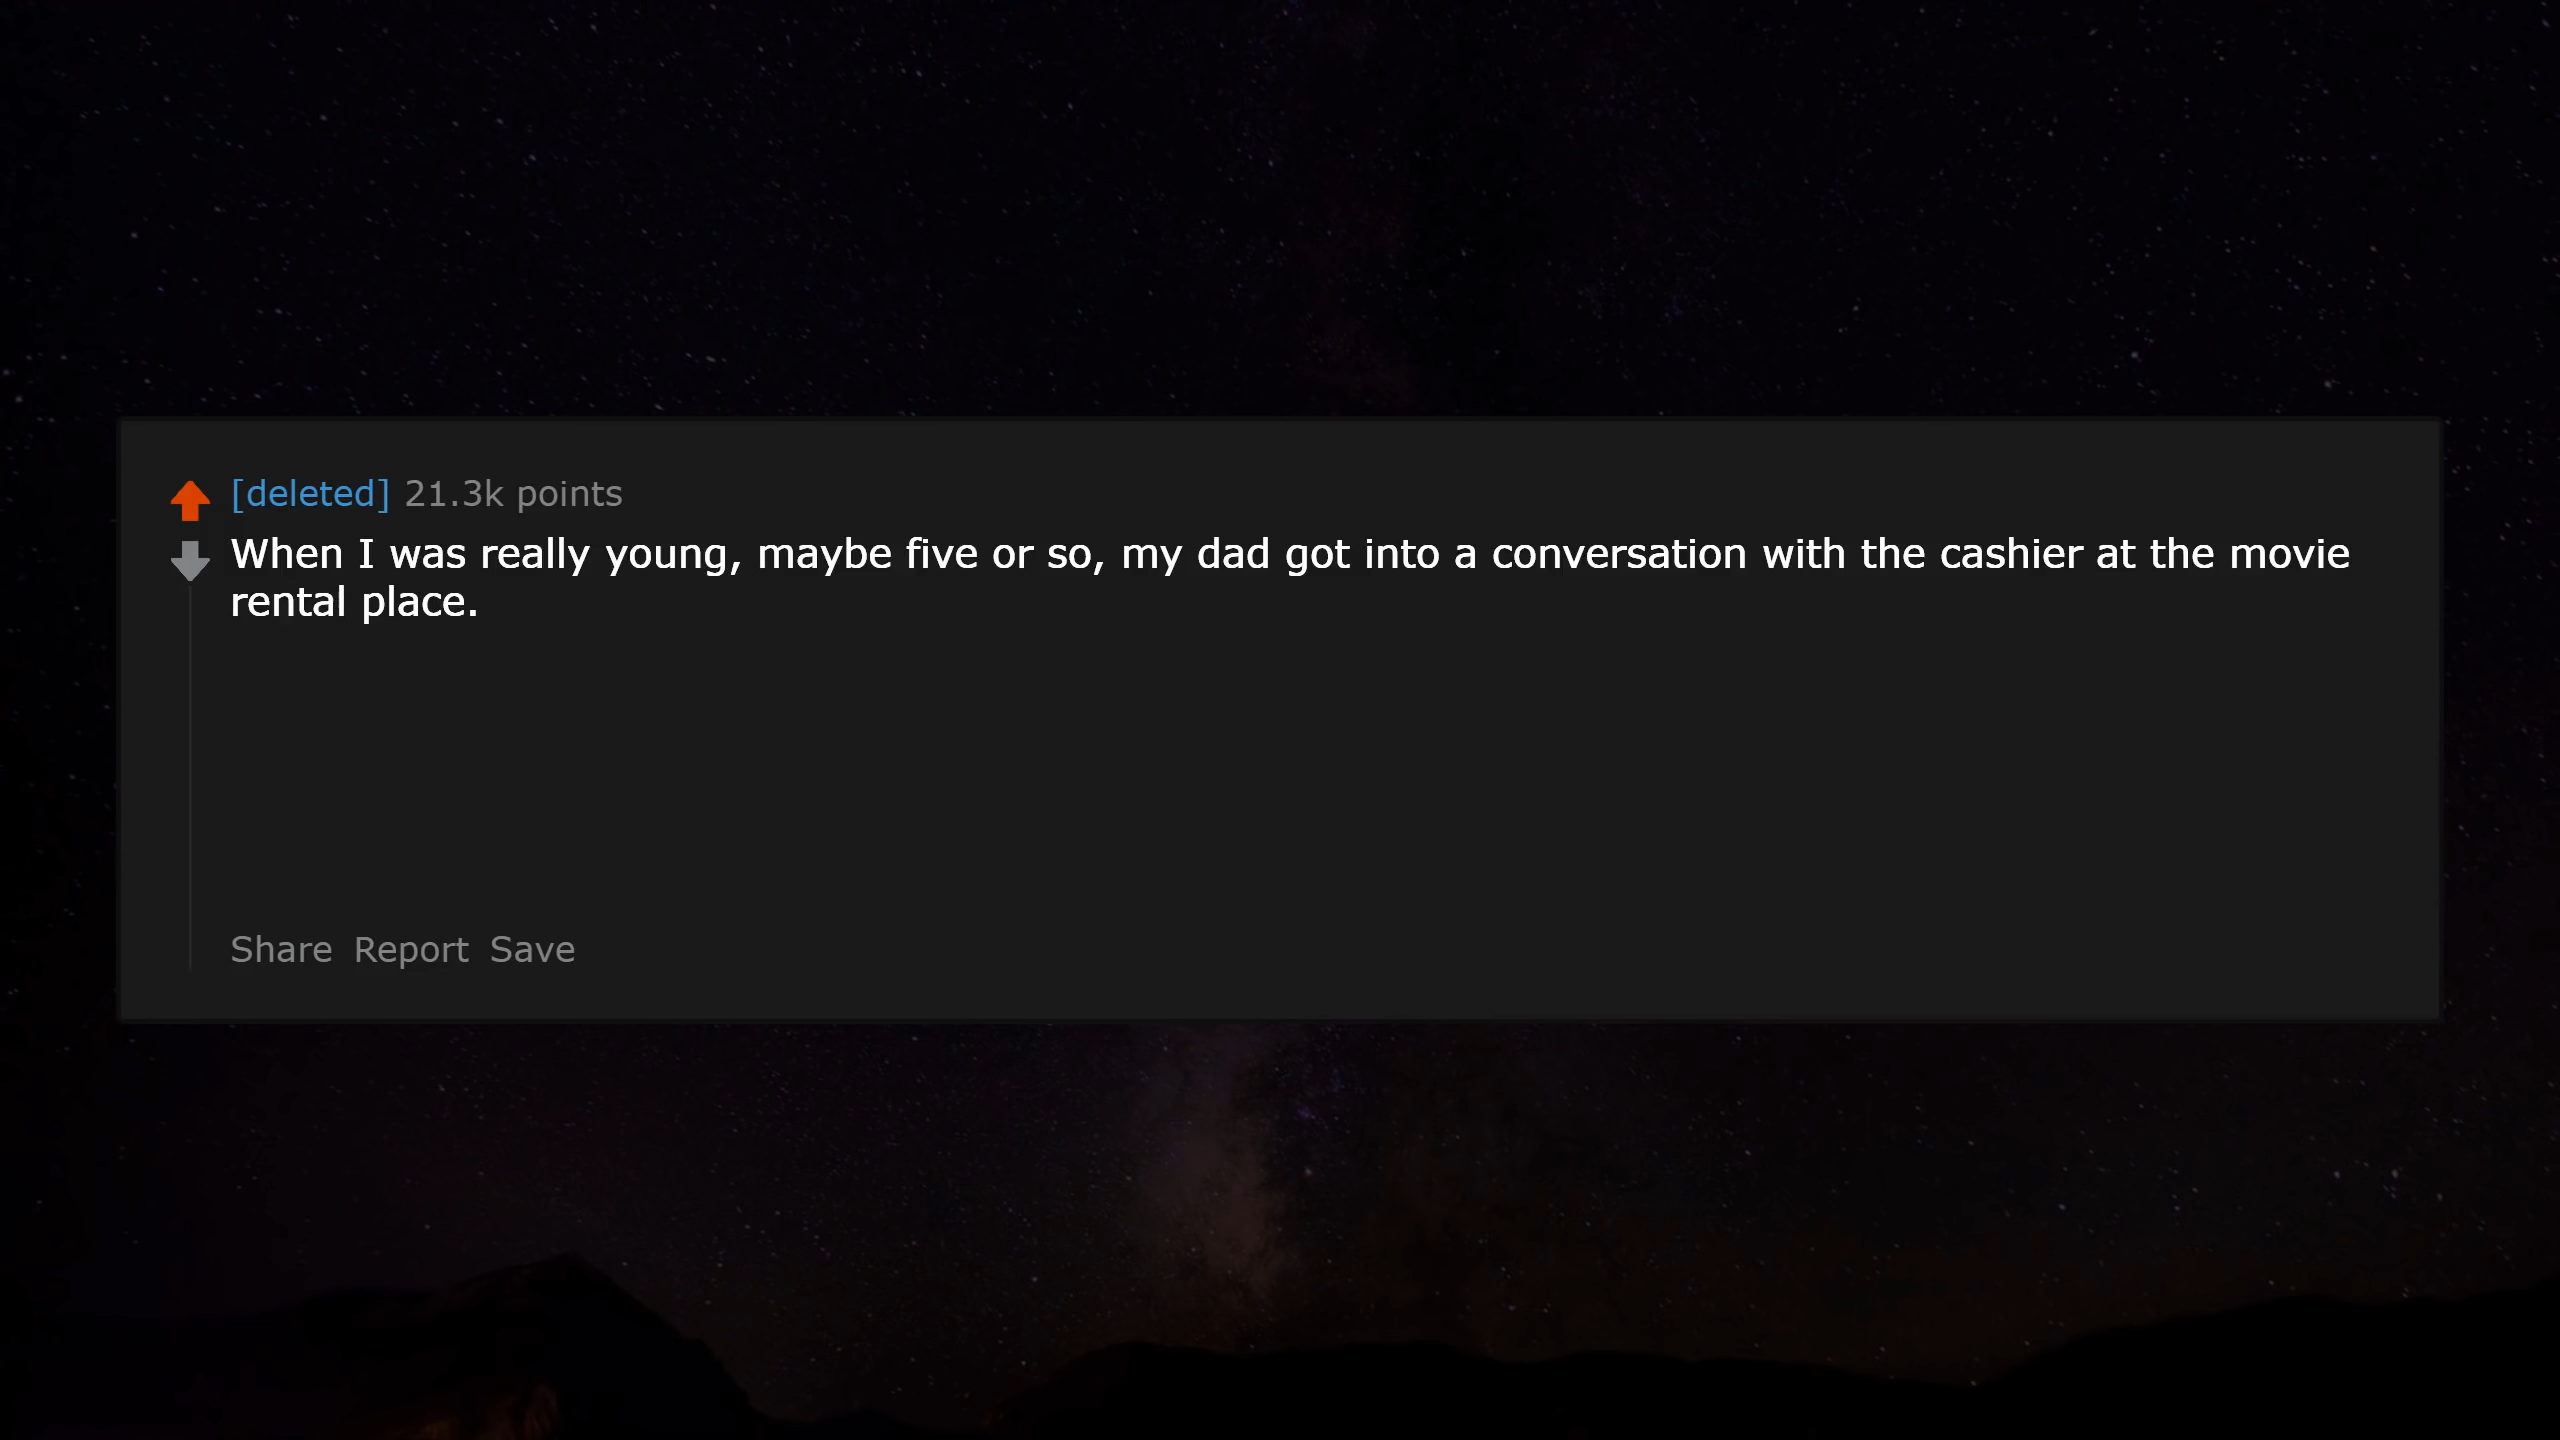 [deleted] 21.3k points
When I was really young, maybe five or so, my dad got into a conversation with the cashier at the movie
rental place.
Share Report Save